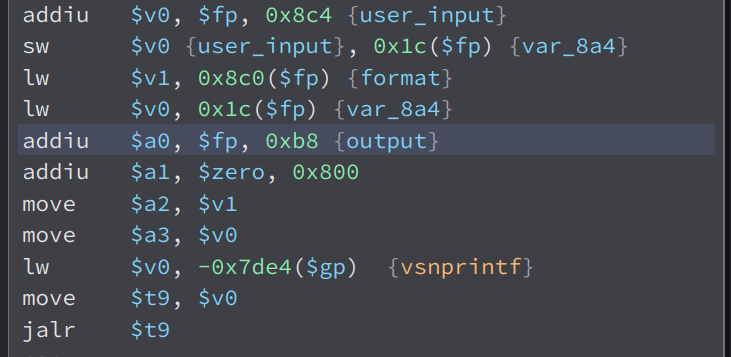 addiu $v0, $fp, 0x8c4 {user_input}
sw $v0 {user_input}, 0x1c($fp) {var_8a4}
lw $v1, 0x8c0($fp) {format}
lw $v0, 0x1c($fp) {var_8a4}
addiu $a0, $fp, 0xb8 {output}
addiu $a1, $zero, 0x800
move $a2, $v1
move $a3, $v0
lw $v0, -0x7de4($gp) {vsnprintf}
move $t9, $v0
jalr $t9